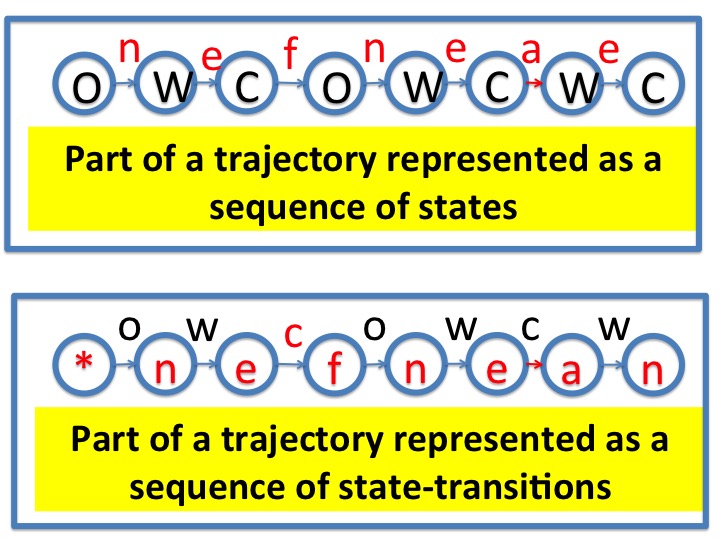 n e f n e a e
O W C O W C W C
Part of a trajectory represented as a
sequence of states
o w c o w c w
* n e f n e a n
Part of a trajectory represented as a
sequence of state-transitions